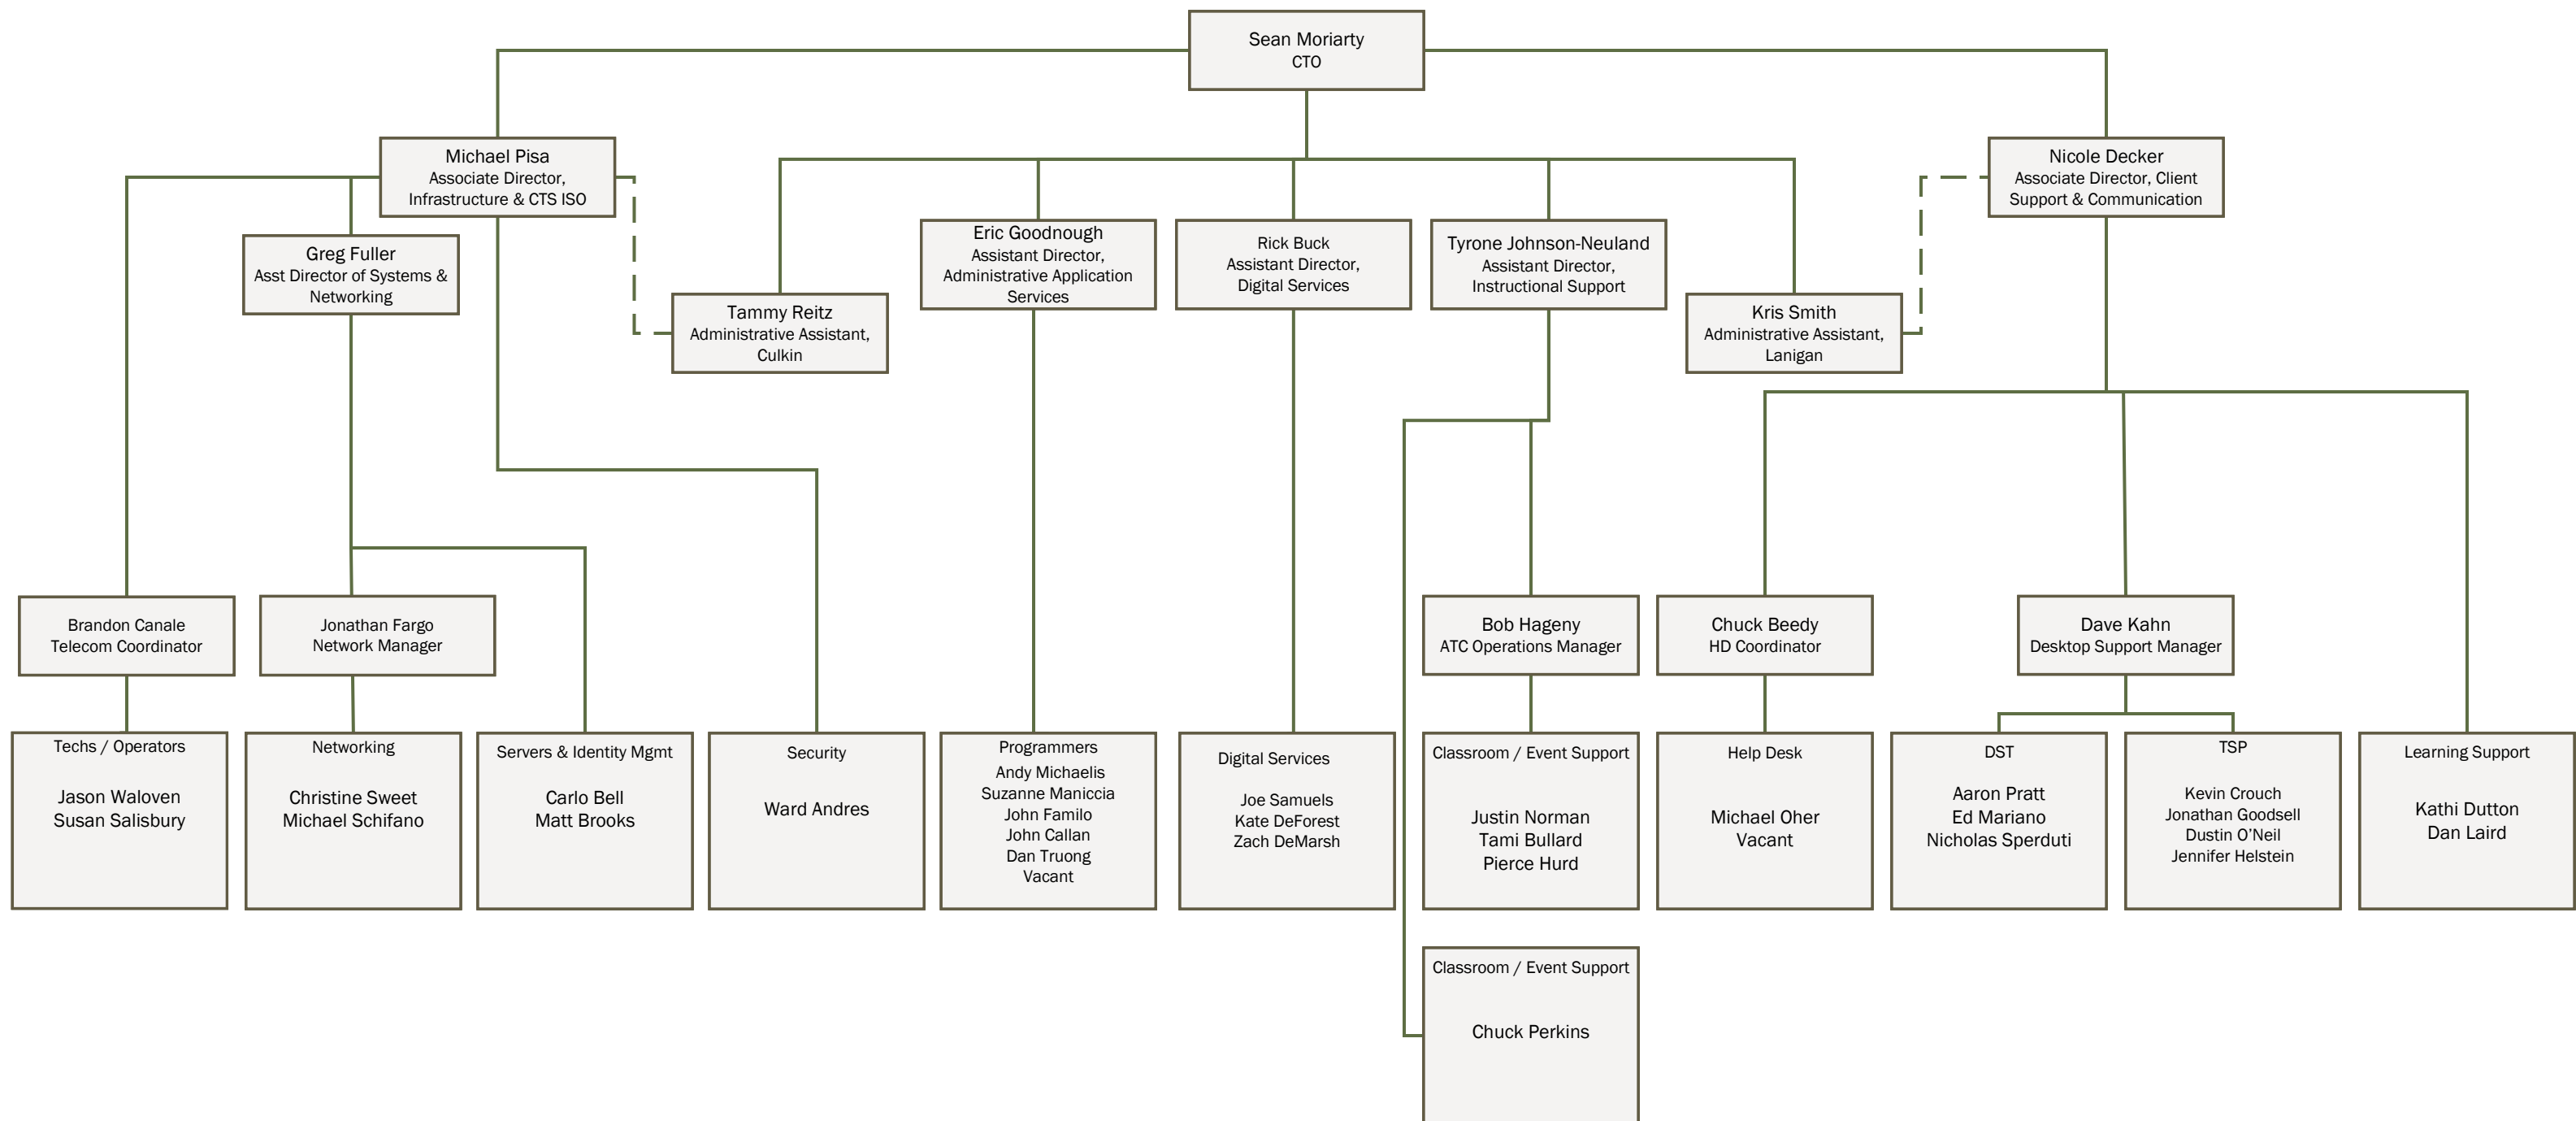 Sean Moriarty
CTO
Michael Pisa
Associate Director,
Infrastructure & CTS ISO
Nicole Decker
Associate Director, Client
Support & Communication
Greg Fuller
Asst Director of Systems &
Networking
Eric Goodnough
Assistant Director,
Administrative Application
Services
Rick Buck
Assistant Director,
Digital Services
Tyrone Johnson-Neuland
Assistant Director,
Instructional Support
Tammy Reitz
Administrative Assistant,
Culkin
Kris Smith
Administrative Assistant,
Lanigan
Brandon Canale
Telecom Coordinator
Jonathan Fargo
Network Manager
Bob Hageny
ATC Operations Manager
Chuck Beedy
HD Coordinator
Dave Kahn
Desktop Support Manager
Techs / Operators
Jason Waloven
Susan Salisbury
Networking
Christine Sweet
Michael Schifano
Servers & Identity Mgmt
Carlo Bell
Matt Brooks
Security
Ward Andres
Programmers
Andy Michaelis
Suzanne Maniccia
John Familo
John Callan
Dan Truong
Vacant
Digital Services
Joe Samuels
Kate DeForest
Zach DeMarsh
Classroom / Event Support
Justin Norman
Tami Bullard
Pierce Hurd
Help Desk
Michael Oher
Vacant
DST
Aaron Pratt
Ed Mariano
Nicholas Sperduti
TSP
Kevin Crouch
Jonathan Goodsell
Dustin O’Neil
Jennifer Helstein
Learning Support
Kathi Dutton
Dan Laird
Classroom / Event Support
Chuck Perkins